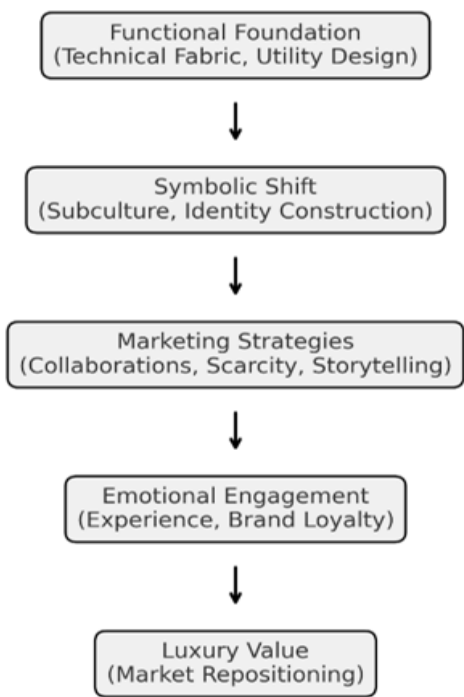 Functional Foundation
(Technical Fabric, Utility Design)
Symbolic Shift
(Subculture, Identity Construction)
Marketing Strategies
(Collaborations, Scarcity, Storytelling)
Emotional Engagement
(Experience, Brand Loyalty)
Luxury Value
(Market Repositioning)